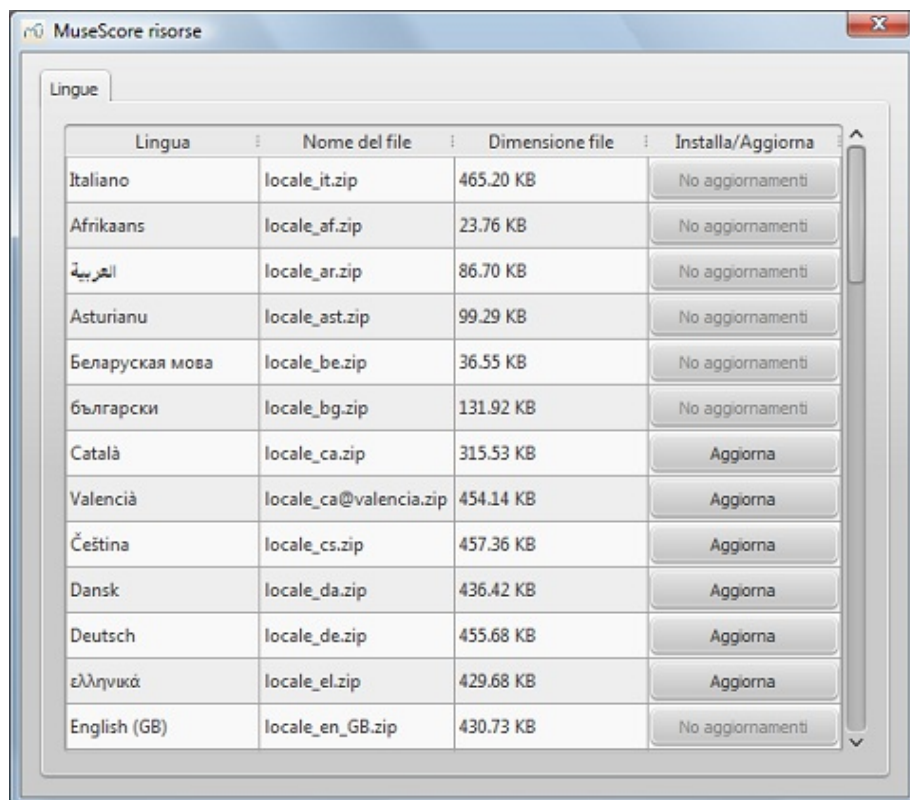 MuseScore risorse
Lingue
Lingua Nome del file Dimensione file Installa/Aggiorna
Italiano locale_it.zip 465.20 KB No aggiornamenti
Afrikaans locale_af.zip 23.76 KB No aggiornamenti
العربية locale_ar.zip 86.70 KB No aggiornamenti
Asturianu locale_ast.zip 99.29 KB No aggiornamenti
Беларуская мова locale_be.zip 36.55 KB No aggiornamenti
български locale_bg.zip 131.92 KB No aggiornamenti
Català locale_ca.zip 315.53 KB Aggiorna
Valencià locale_ca@valencia.zip 454.14 KB Aggiorna
Čeština locale_cs.zip 457.36 KB Aggiorna
Dansk locale_da.zip 436.42 KB Aggiorna
Deutsch locale_de.zip 455.68 KB Aggiorna
ελληνικά locale_el.zip 429.68 KB Aggiorna
English (GB) locale_en_GB.zip 430.73 KB No aggiornamenti